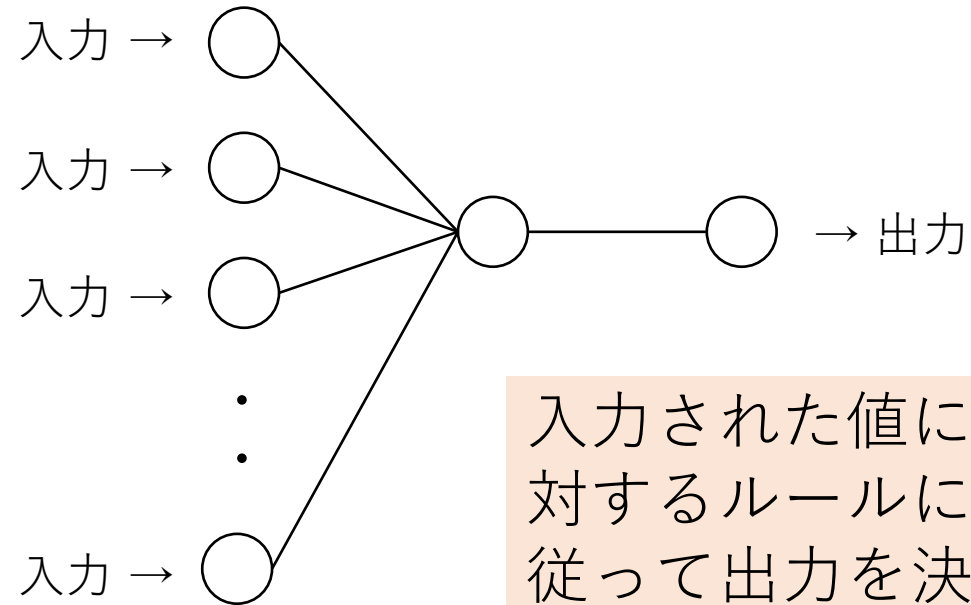 入力 →
入力 →
入力 →
→ 出力
・
・
入力された値に
対するルールに
従って出力を決
入力 →